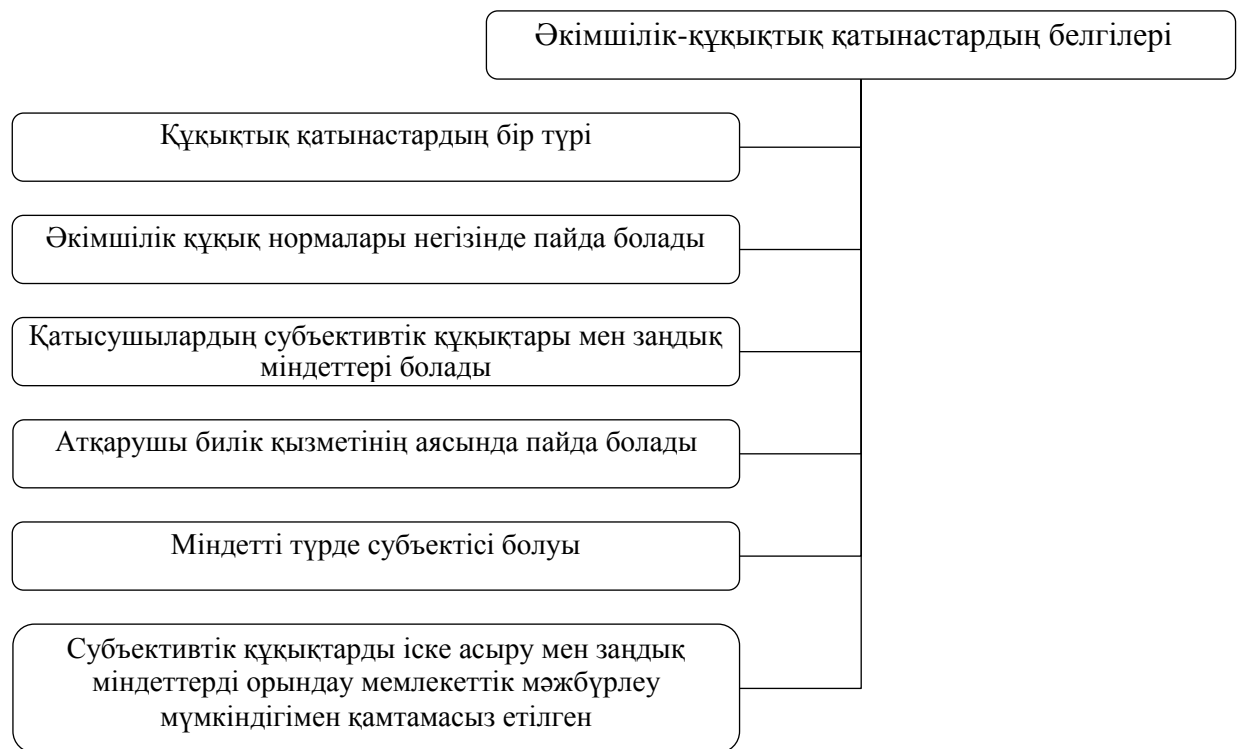 Әкімшілік-құқықтық қатынастардың белгілері
Құқықтық қатынастардың бір түрі
Әкімшілік құқық нормалары негізінде пайда болады
Қатысушылардың субъективтік құқықтары мен заңдық
міндеттері болады
Атқарушы билік қызметінің аясында пайда болады
Міндетті түрде субъектісі болуы
Субъективтік құқықтарды іске асыру мен заңдық
міндеттерді орындау мемлекеттік мәжбүрлеу
мүмкіндігімен қамтамасыз етілген